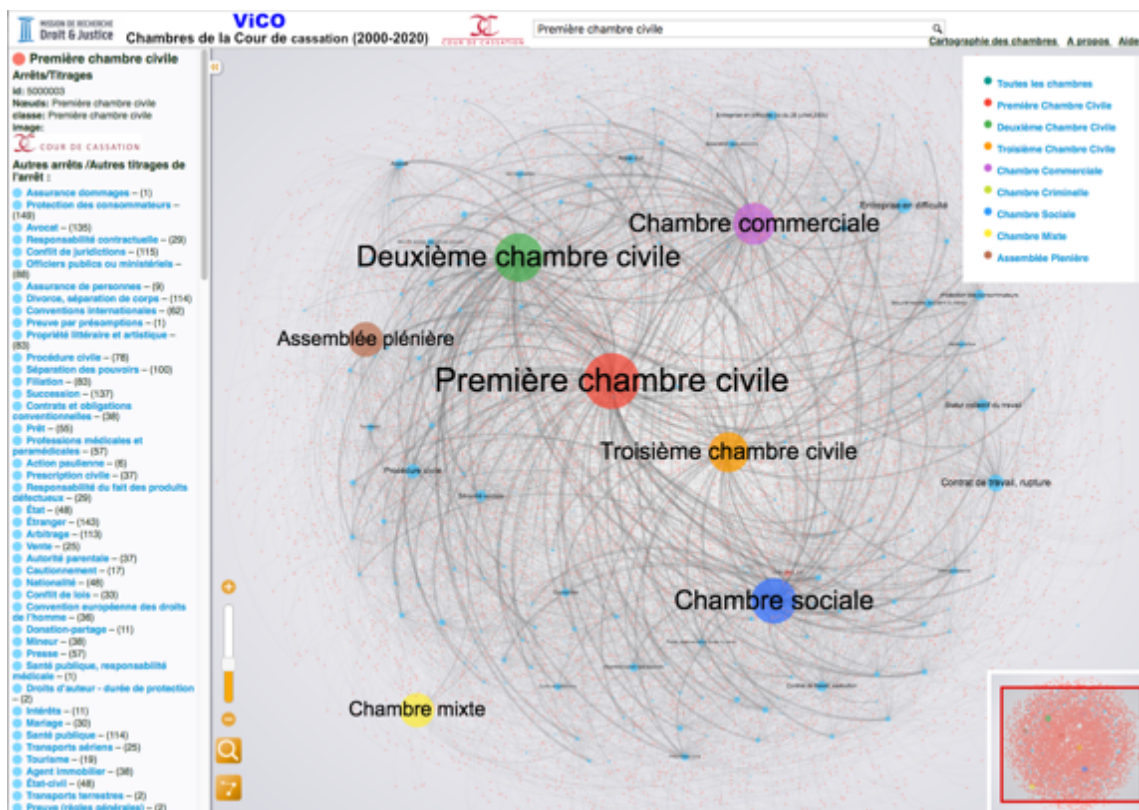 MISSION DE RECHERCHE
Droit & Justice
ViCO
Chambres de la Cour de cassation (2000-2020)
COUR DE CASSATION
Première chambre civile
Cartographie des chambres
A propos
Aide
Première chambre civile
Arrêts/Titrages
id: 5000003
Nœuds: Première chambre civile
classe: Première chambre civile
image:
COUR DE CASSATION
Autres arrêts /Autres titrages de
l'arrêt :
Assurance dommages – (1)
Protection des consommateurs –
(149)
Avocat – (135)
Responsabilité contractuelle – (29)
Conflit de juridictions – (115)
Officiers publics ou ministériels –
(88)
Assurance de personnes – (9)
Divorce, séparation de corps – (114)
Conventions internationales – (62)
Preuve par présomptions – (1)
Propriété littéraire et artistique –
(83)
Procédure civile – (78)
Séparation des pouvoirs – (100)
Filiation – (83)
Succession – (137)
Contrats et obligations
conventionnelles – (38)
Prêt – (55)
Professions médicales et
paramédicales – (57)
Action paulienne – (6)
Prescription civile – (37)
Responsabilité du fait des produits
défectueux – (29)
État – (48)
Étranger – (143)
Arbitrage – (113)
Vente – (25)
Autorité parentale – (37)
Cautionnement – (17)
Nationalité – (48)
Conflit de lois – (33)
Convention européenne des droits
de l'homme – (36)
Donation-partage – (11)
Mineur – (38)
Presse – (57)
Santé publique, responsabilité
médicale – (1)
Droits d'auteur - durée de protection
– (2)
Intérêts – (11)
Mariage – (30)
Santé publique – (114)
Transports aériens – (25)
Tourisme – (19)
Agent immobilier – (38)
État-civil – (48)
Transports terrestres – (2)
Preuve (règles générales) – (2)
Chambre commerciale
Entreprise en difficulté
Deuxième chambre civile
Assemblée plénière
Première chambre civile
Statut collectif du travail
Troisième chambre civile
Procédure civile
Sécurité sociale
Contrat de travail, rupture
Chambre sociale
Chambre mixte
Toutes les chambres
Première Chambre Civile
Deuxième Chambre Civile
Troisième Chambre Civile
Chambre Commerciale
Chambre Criminelle
Chambre Sociale
Chambre Mixte
Assemblée Plenière